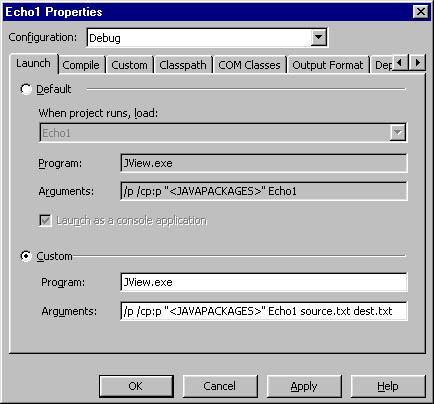 Echo1 Properties
Configuration: Debug
Launch Compile Custom Classpath COM Classes Output Format Dep
Default
When project runs, load:
Echo1
Program: JView.exe
Arguments: /p /cp:p "<JAVAPACKAGES>" Echo1
Launch as a console application
Custom
Program: JView.exe
Arguments: /p /cp:p "<JAVAPACKAGES>" Echo1 source.txt dest.txt
OK Cancel Apply Help